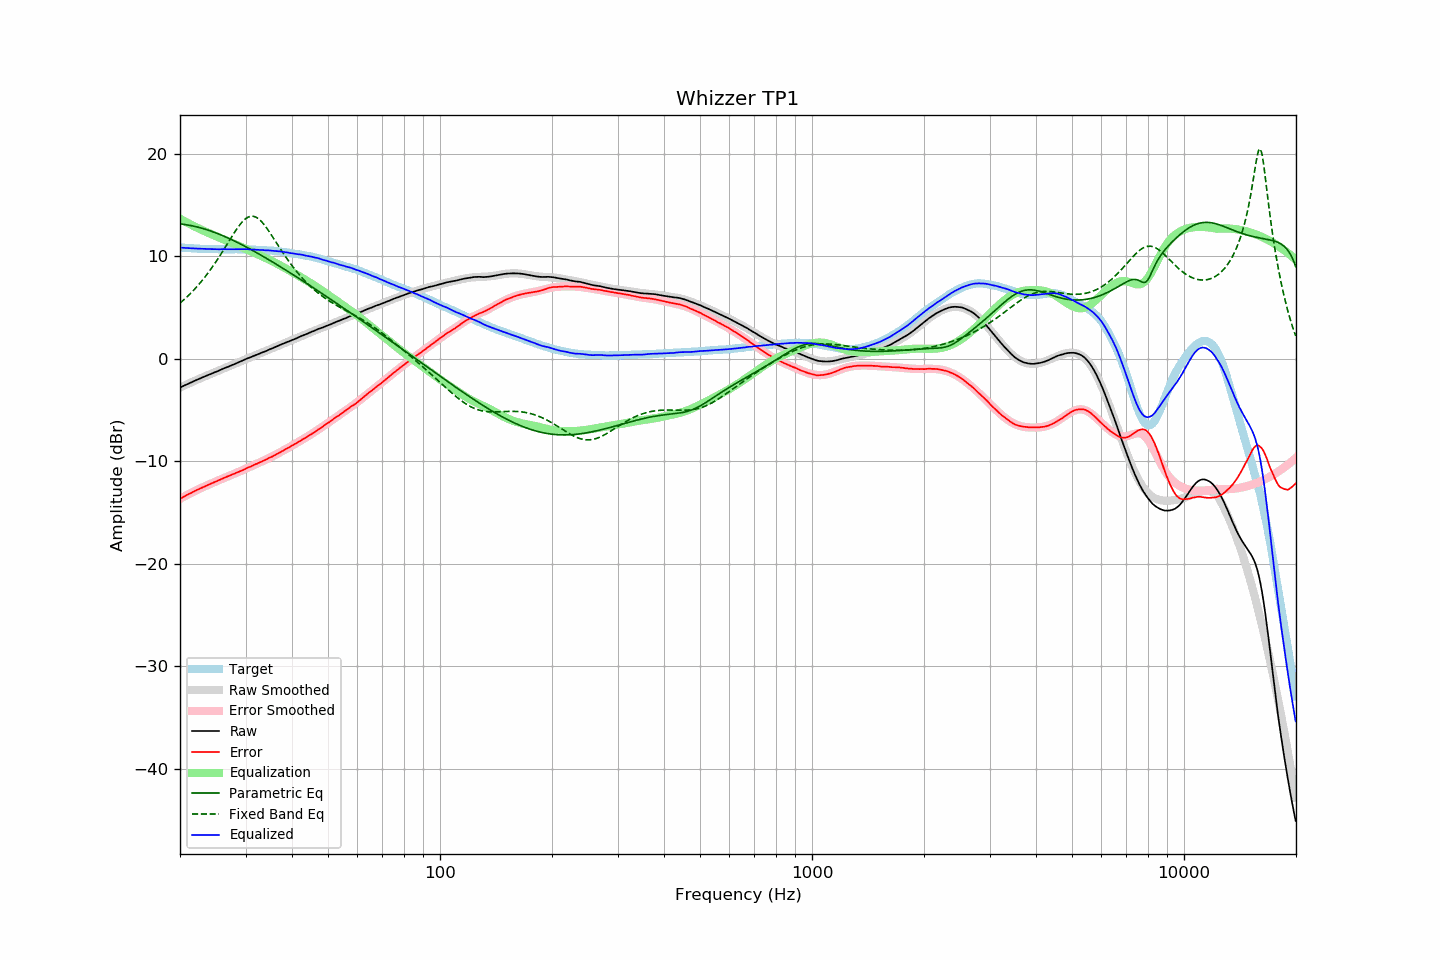 Whizzer TP1
20
10
0
−10
−20
−30
−40
Amplitude (dBr)
Target
Raw Smoothed
Error Smoothed
Raw
Error
Equalization
Parametric Eq
Fixed Band Eq
Equalized
100
1000
10000
Frequency (Hz)